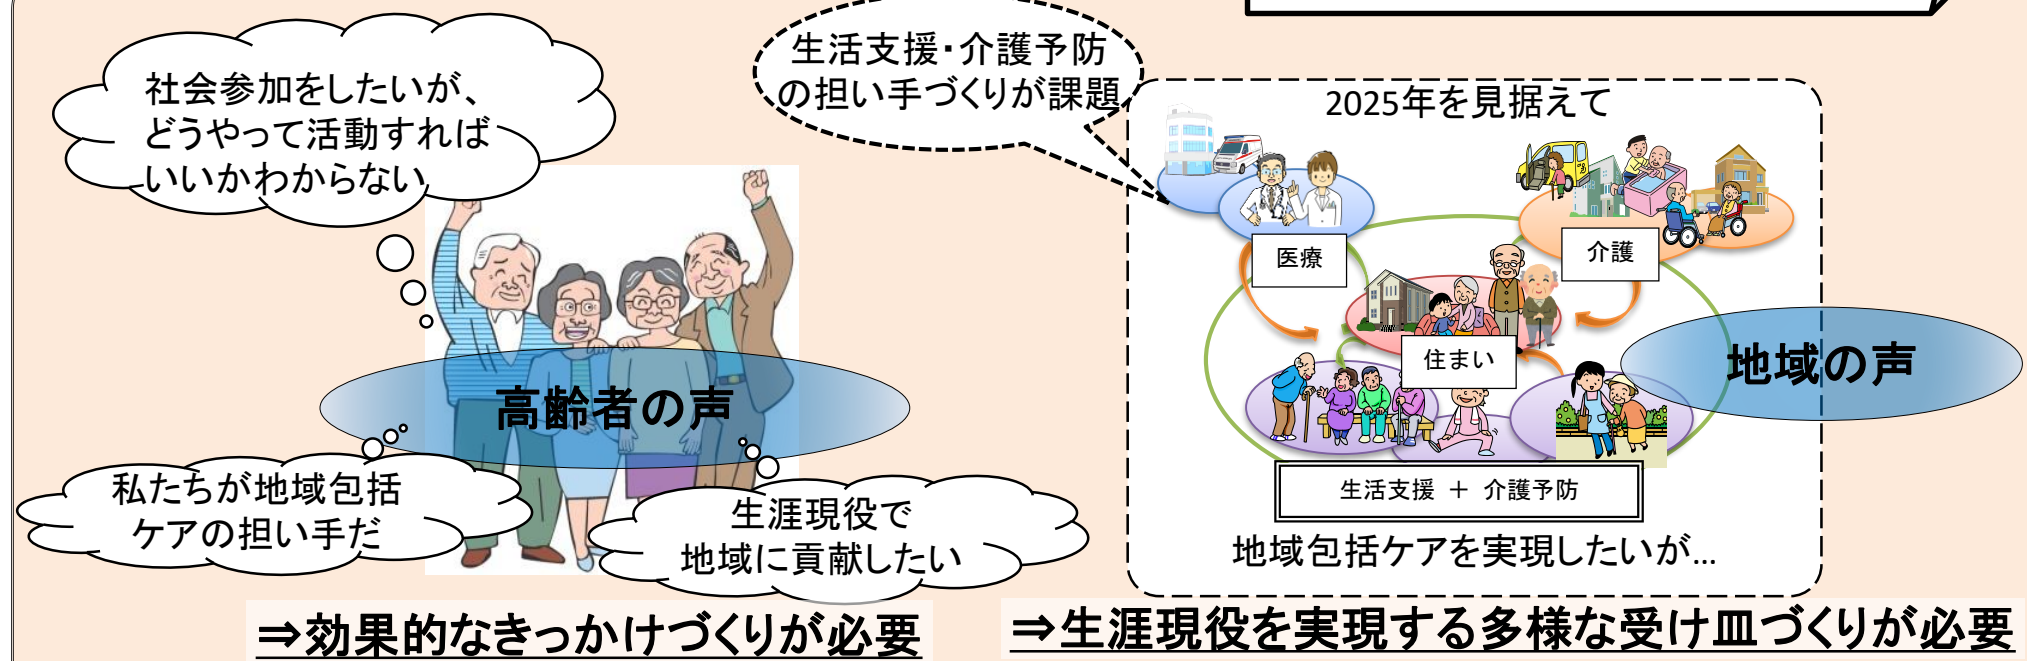 社会参加をしたいが、
どうやって活動すれば
いいかわからない
高齢者の声
私たちが地域包括
ケアの担い手だ
生涯現役で
地域に貢献したい
⇒効果的なきっかけづくりが必要
生活支援・介護予防
の担い手づくりが課題
2025年を見据えて
医療
介護
住まい
地域の声
生活支援 ＋ 介護予防
地域包括ケアを実現したいが…
⇒生涯現役を実現する多様な受け皿づくりが必要